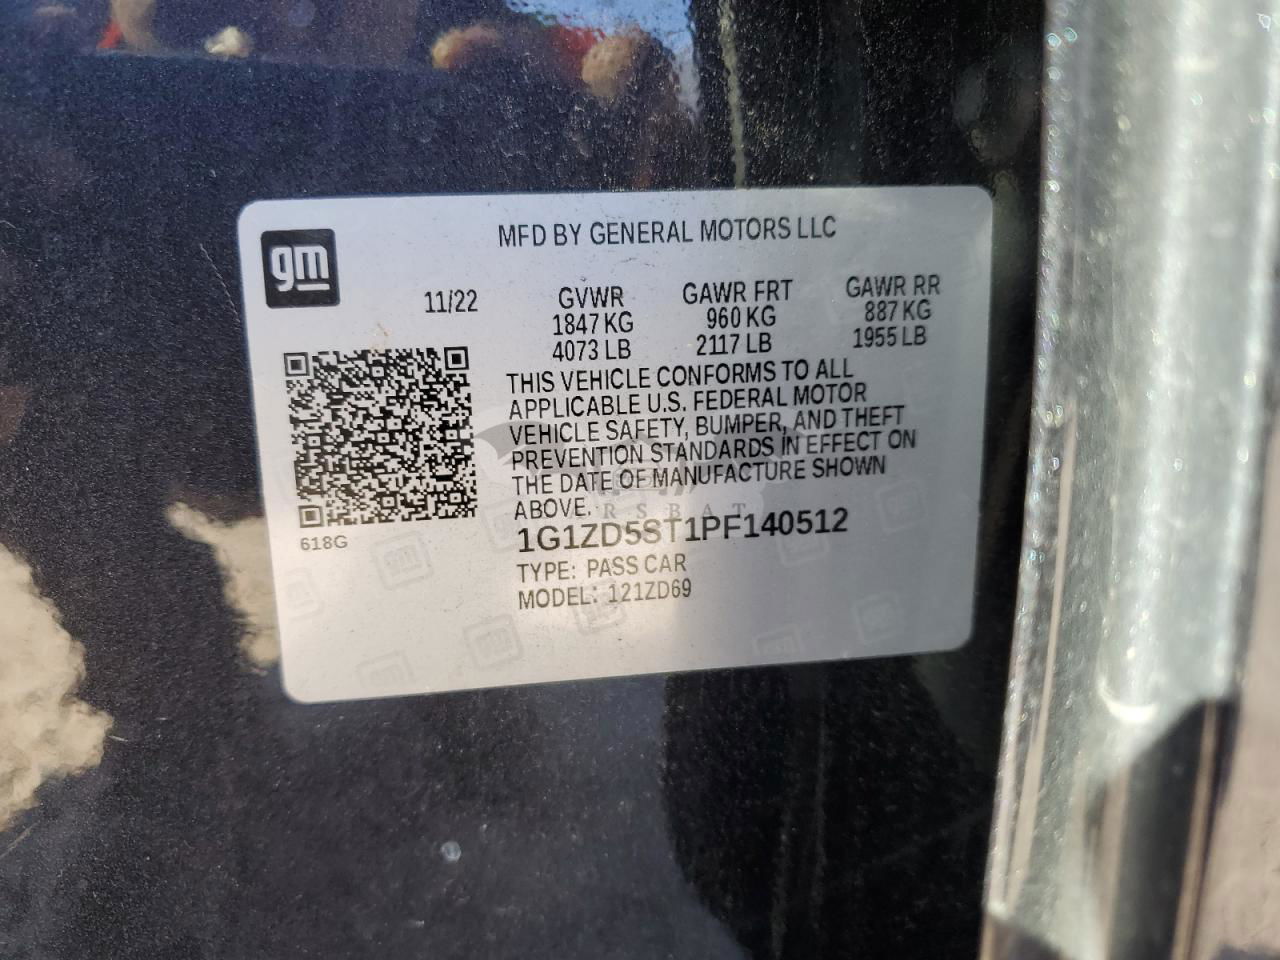 gm
MFD BY GENERAL MOTORS LLC
11/22 GVWR GAWR FRT GAWR RR
1847 KG 960 KG 887 KG
4073 LB 2117 LB 1955 LB
THIS VEHICLE CONFORMS TO ALL
APPLICABLE U.S. FEDERAL MOTOR
VEHICLE SAFETY, BUMPER, AND THEFT
PREVENTION STANDARDS IN EFFECT ON
THE DATE OF MANUFACTURE SHOWN
ABOVE.
1G1ZD5ST1PF140512
618G
TYPE: PASS CAR
MODEL: 121ZD69